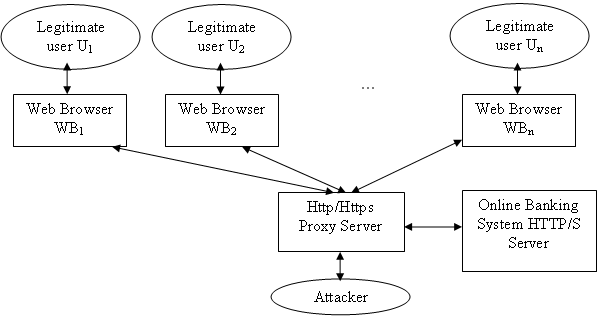 Legitimate
user U1
Legitimate
user U2
Legitimate
user Un
...
Web Browser
WB1
Web Browser
WB2
Web Browser
WBn
Http/Https
Proxy Server
Online Banking
System HTTP/S
Server
Attacker